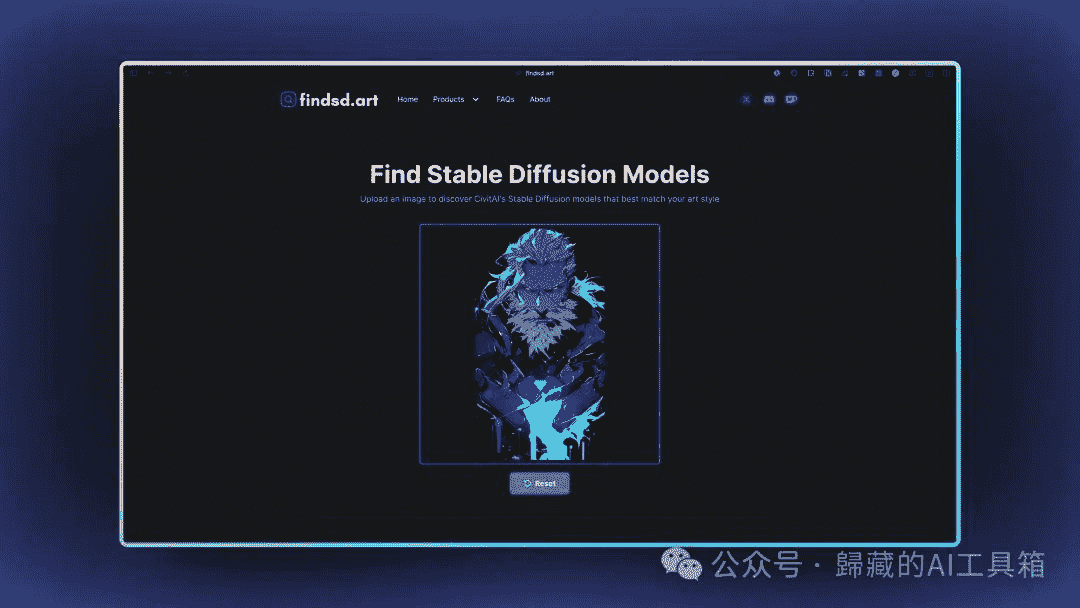 findsd.art
findsd.art Home Products FAQs About
Find Stable Diffusion Models
Upload an image to discover CivitAI's Stable Diffusion models that best match your art style
Reset
公众号 · 歸藏的AI工具箱